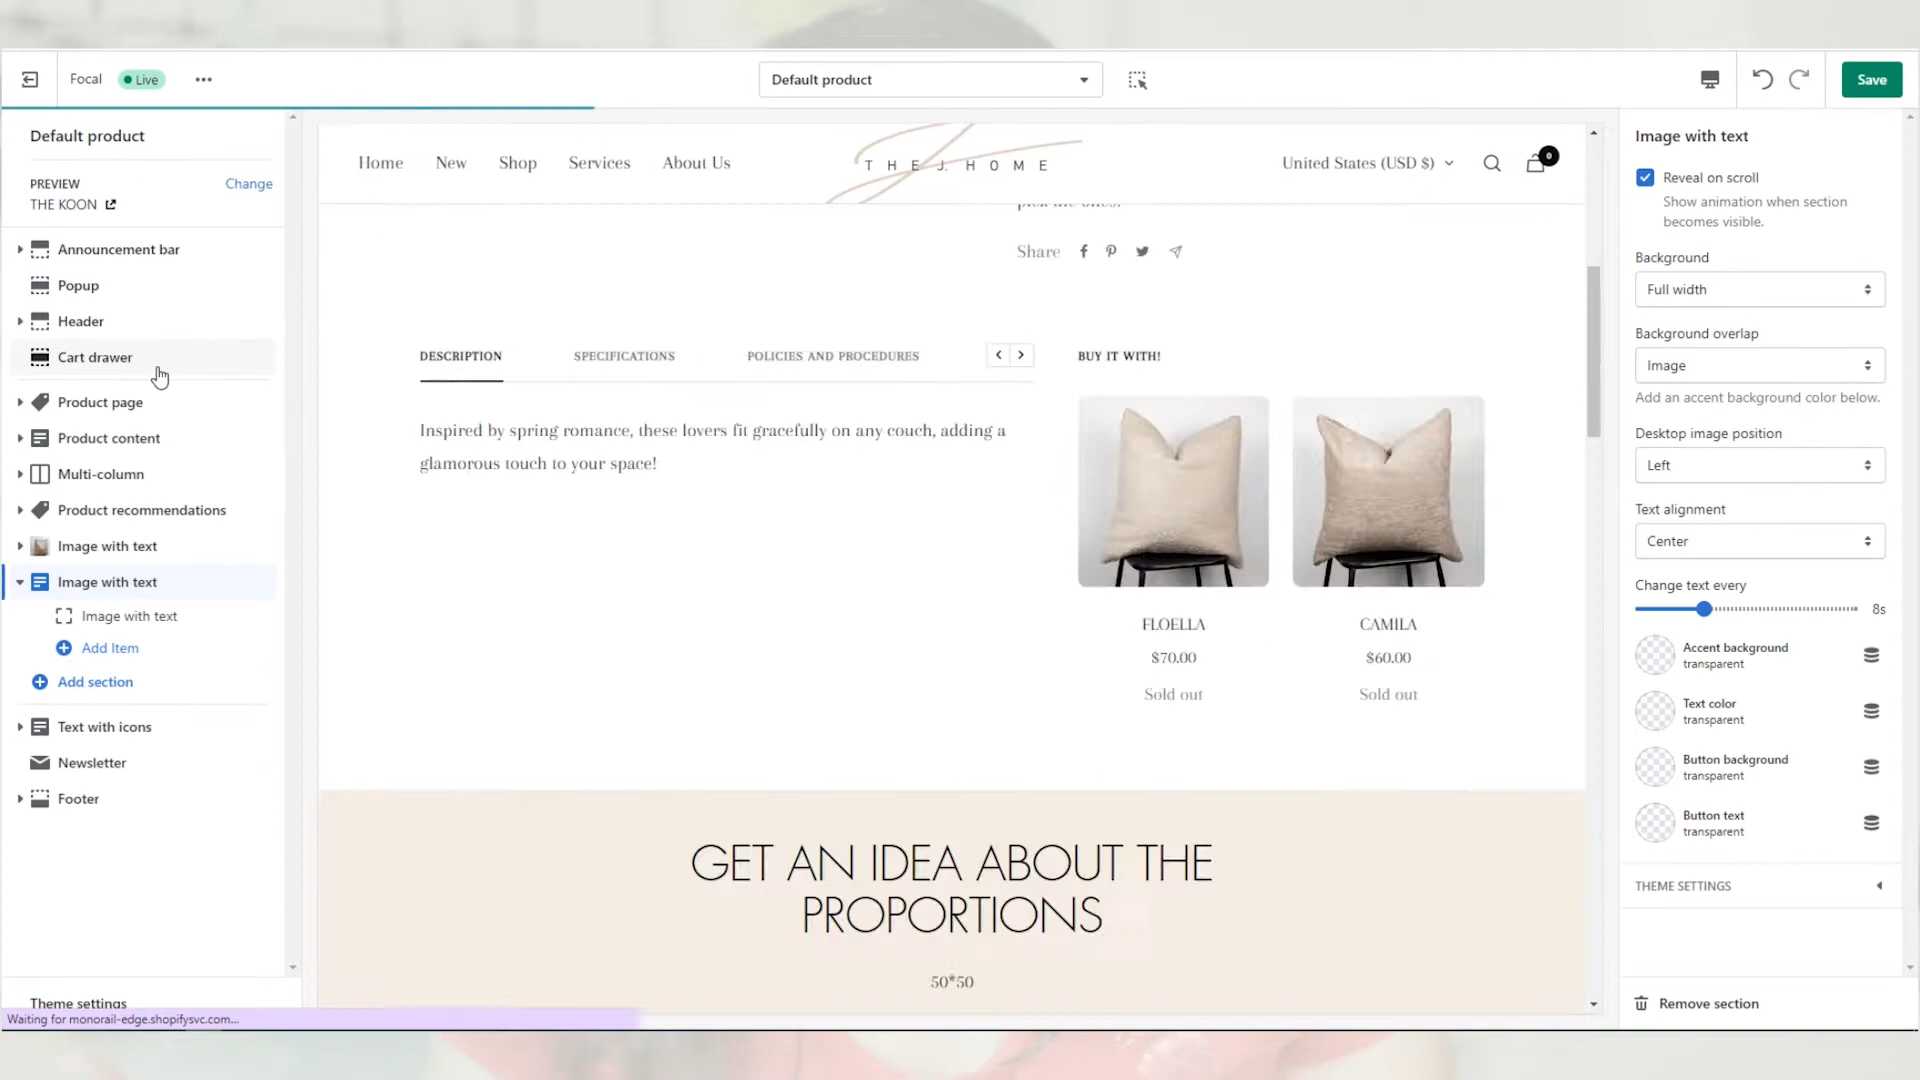 Focal
Live
Default product
Save
Default product
PREVIEW
Change
THE KOON
Announcement bar
Popup
Header
Cart drawer
Product page
Product content
Multi-column
Product recommendations
Image with text
Image with text
Image with text
Add Item
Add section
Text with icons
Newsletter
Footer
Theme settings
Waiting for monorail-edge.shopifysvc.com...
Home New Shop Services About Us
THE J. HOME
United States (USD $)
0
pick the ones!
Share
DESCRIPTION
SPECIFICATIONS
POLICIES AND PROCEDURES
Inspired by spring romance, these lovers fit gracefully on any couch, adding a
glamorous touch to your space!
BUY IT WITH!
FLOELLA
$70.00
Sold out
CAMILA
$60.00
Sold out
GET AN IDEA ABOUT THE
PROPORTIONS
50*50
Image with text
Reveal on scroll
Show animation when section
becomes visible.
Background
Full width
Background overlap
Image
Add an accent background color below.
Desktop image position
Left
Text alignment
Center
Change text every
8s
Accent background
transparent
Text color
transparent
Button background
transparent
Button text
transparent
THEME SETTINGS
Remove section